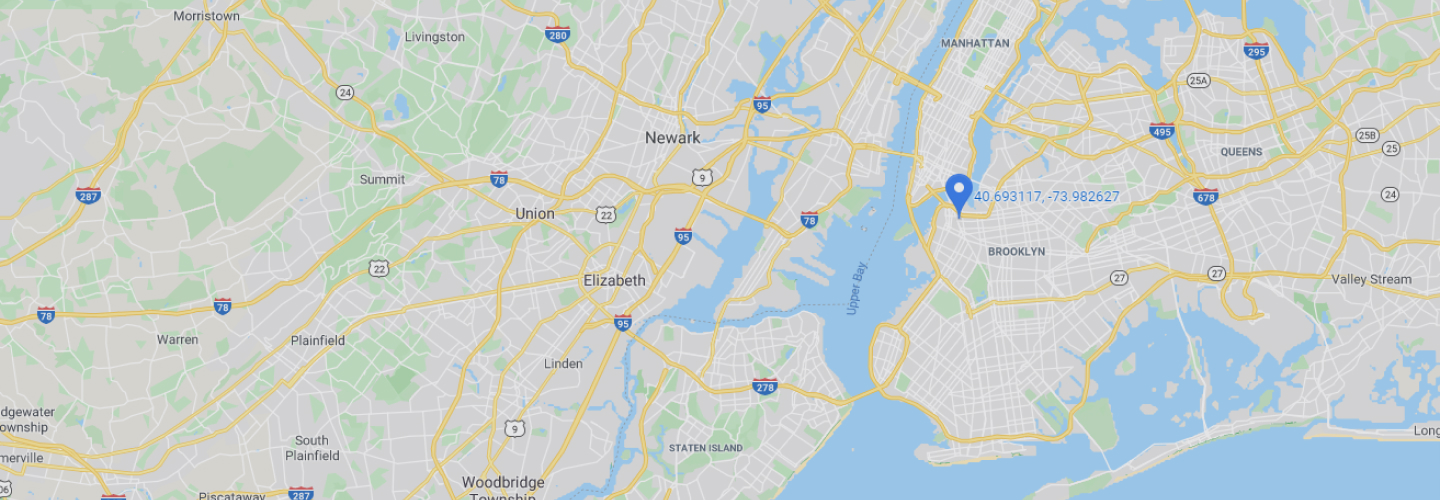 Morristown
Livingston
280
MANHATTAN
295
24
25A
95
Newark
495
25B
25
QUEENS
Summit
78
9
287
40.693117, -73.982627
678
24
Union
22
78
95
BROOKLYN
22
Elizabeth
Upper Bay
27
27
Valley Stream
78
78
95
Warren
Plainfield
Linden
278
dgewater
ownship
9
Long
South
Plainfield
STATEN ISLAND
merville
Woodbridge
Township
06
Piscataway
287